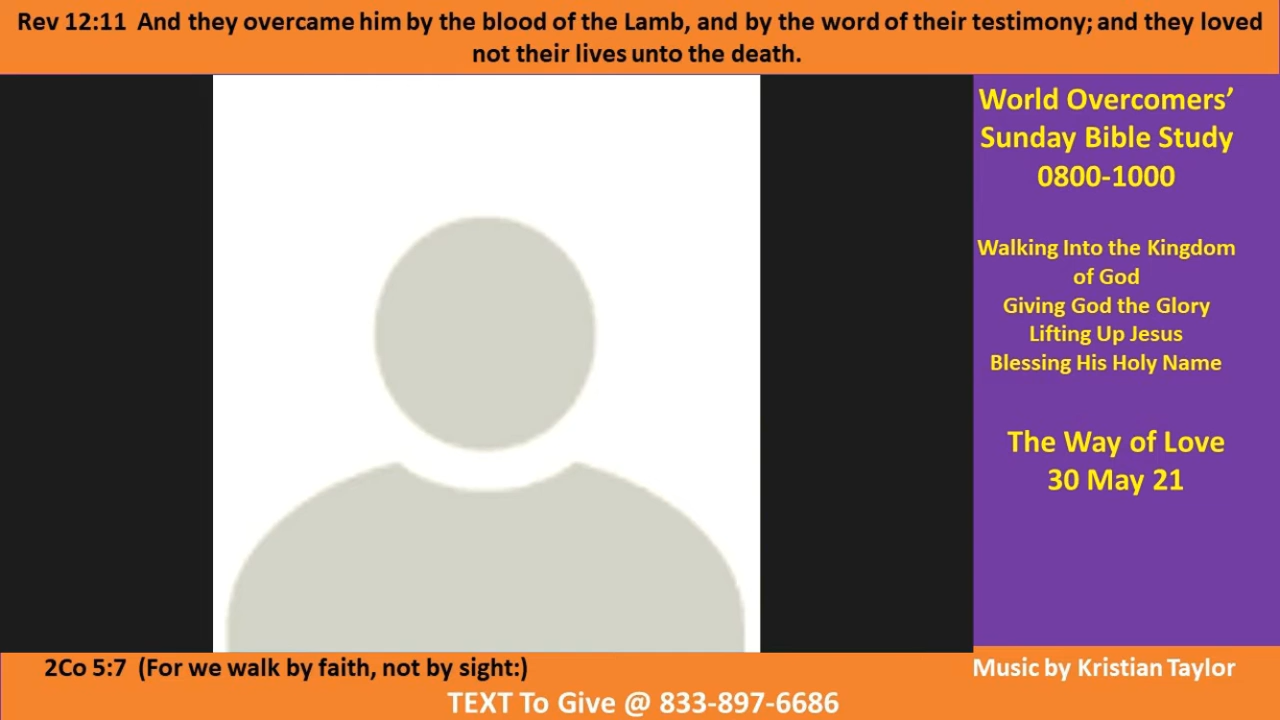 Rev 12:11  And they overcame him by the blood of the Lamb, and by the word of their testimony; and they loved
not their lives unto the death.
World Overcomers’
Sunday Bible Study
0800-1000
Walking Into the Kingdom
of God
Giving God the Glory
Lifting Up Jesus
Blessing His Holy Name
The Way of Love
30 May 21
2Co 5:7  (For we walk by faith, not by sight:)
Music by Kristian Taylor
TEXT To Give @ 833-897-6686